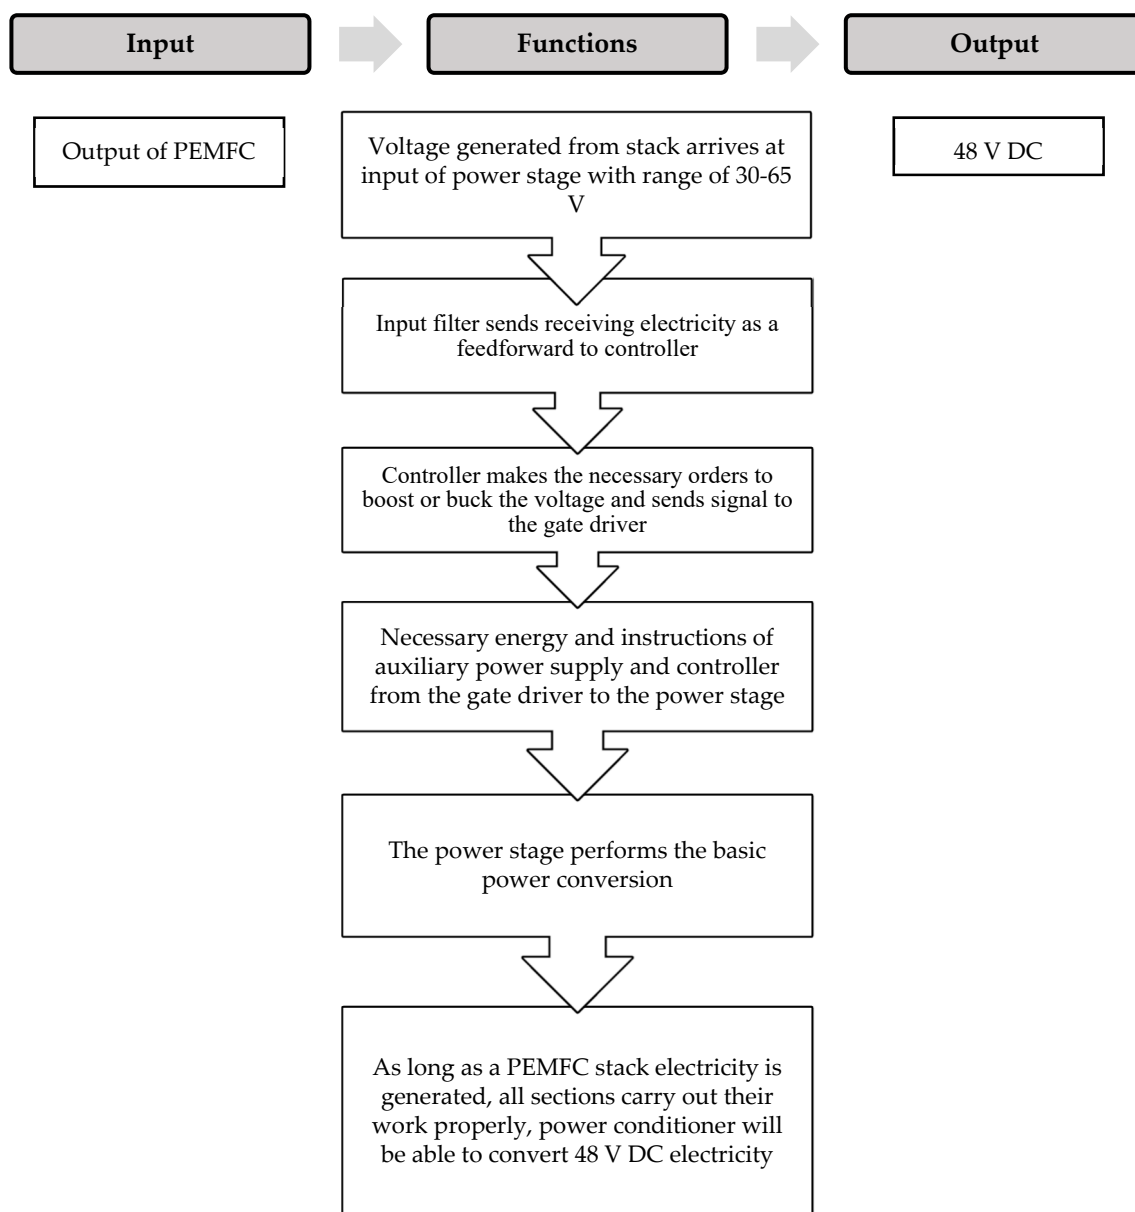 Input
Functions
Output
Output of PEMFC
Voltage generated from stack arrives at
input of power stage with range of 30-65
V
48 V DC
Input filter sends receiving electricity as a
feedforward to controller
Controller makes the necessary orders to
boost or buck the voltage and sends signal to
the gate driver
Necessary energy and instructions of
auxiliary power supply and controller
from the gate driver to the power stage
The power stage performs the basic
power conversion
As long as a PEMFC stack electricity is
generated, all sections carry out their
work properly, power conditioner will
be able to convert 48 V DC electricity